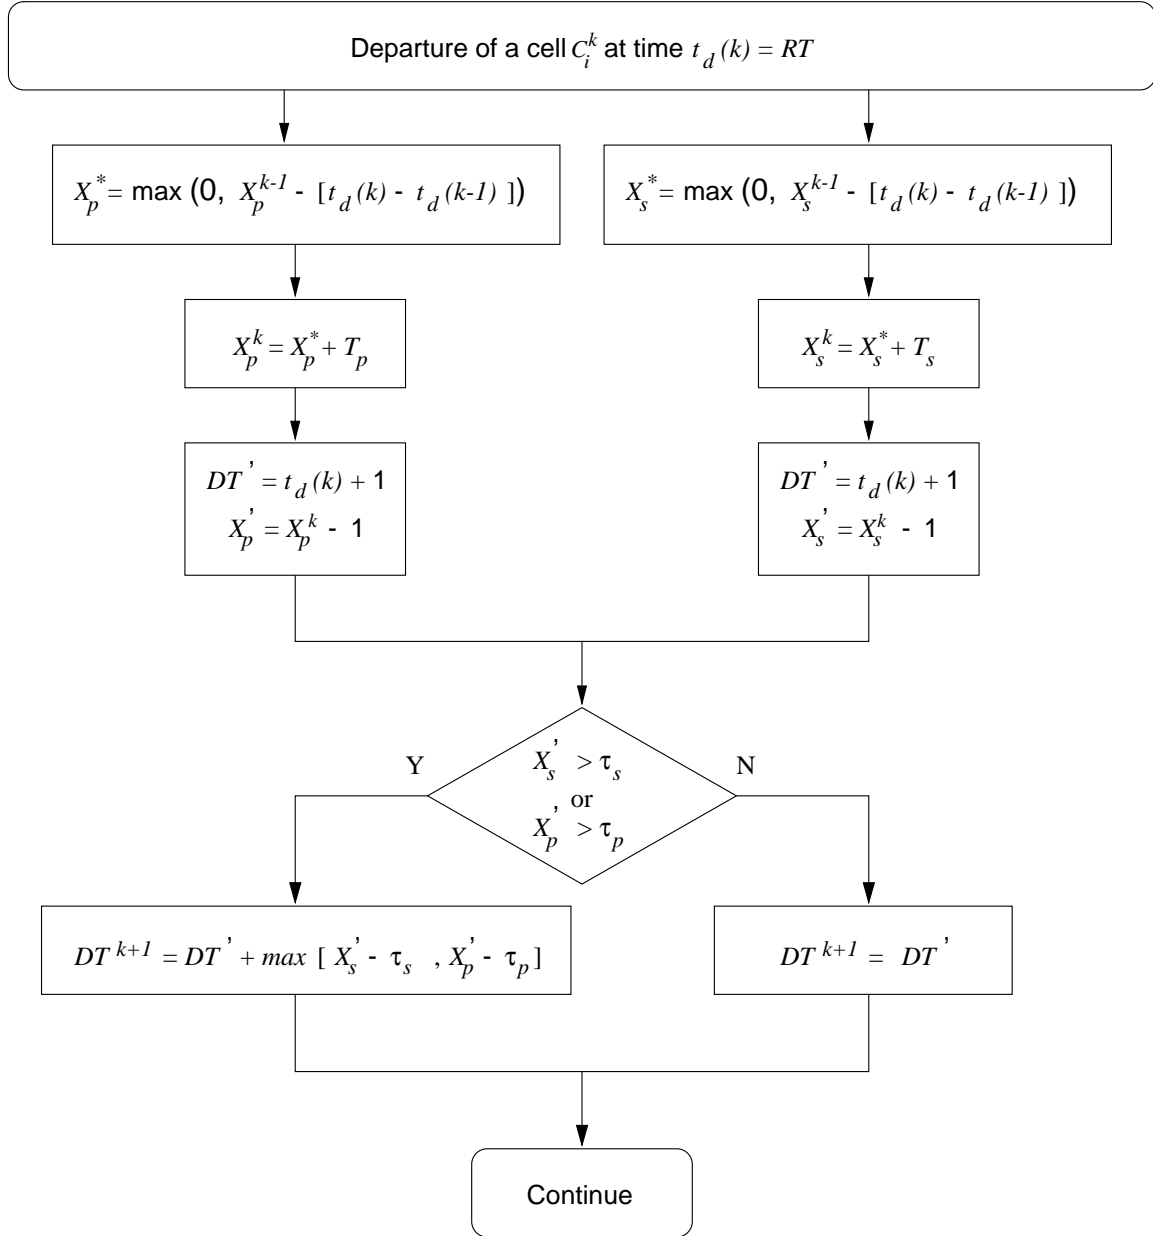 Departure of a cell C_i^k at time t_d(k) = RT
X_p^* = max (0, X_p^{k-1} - [t_d(k) - t_d(k-1) ])
X_s^* = max (0, X_s^{k-1} - [t_d(k) - t_d(k-1) ])
X_p^k = X_p^* + T_p
X_s^k = X_s^* + T_s
DT' = t_d(k) + 1
X_p' = X_p^k - 1
DT' = t_d(k) + 1
X_s' = X_s^k - 1
Y
X_s' > τ_s
or
X_p' > τ_p
N
DT^{k+1} = DT' + max [ X_s' - τ_s , X_p' - τ_p ]
DT^{k+1} = DT'
Continue